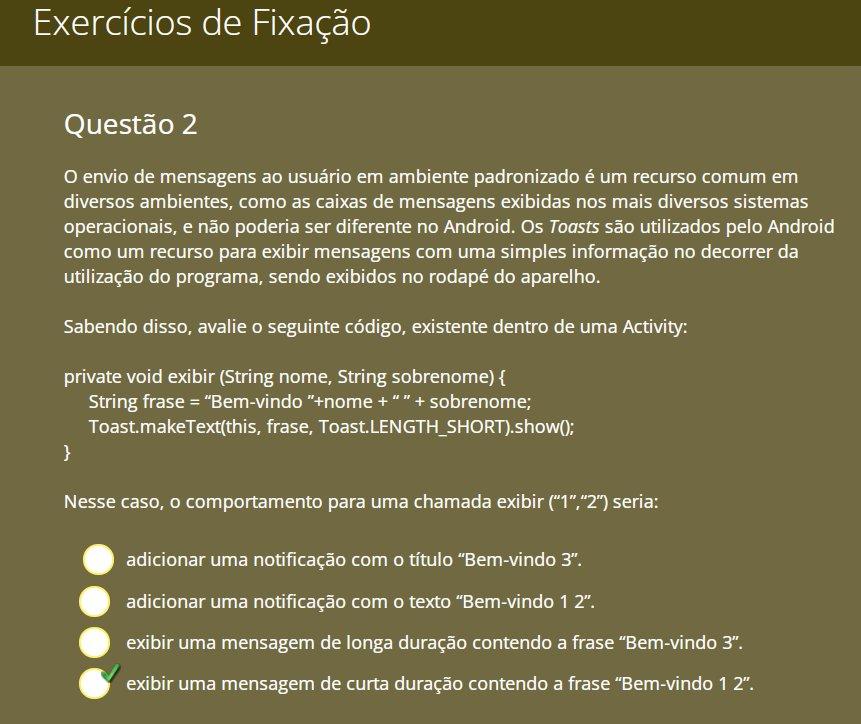 Exercícios de Fixação
Questão 2
O envio de mensagens ao usuário em ambiente padronizado é um recurso comum em
diversos ambientes, como as caixas de mensagens exibidas nos mais diversos sistemas
operacionais, e não poderia ser diferente no Android. Os Toasts são utilizados pelo Android
como um recurso para exibir mensagens com uma simples informação no decorrer da
utilização do programa, sendo exibidos no rodapé do aparelho.
Sabendo disso, avalie o seguinte código, existente dentro de uma Activity:
private void exibir (String nome, String sobrenome) {
String frase = “Bem-vindo ”+nome + “ ” + sobrenome;
Toast.makeText(this, frase, Toast.LENGTH_SHORT).show();
}
Nesse caso, o comportamento para uma chamada exibir (“1”,“2”) seria:
adicionar uma notificação com o título “Bem-vindo 3”.
adicionar uma notificação com o texto “Bem-vindo 1 2”.
exibir uma mensagem de longa duração contendo a frase “Bem-vindo 3”.
exibir uma mensagem de curta duração contendo a frase “Bem-vindo 1 2”.